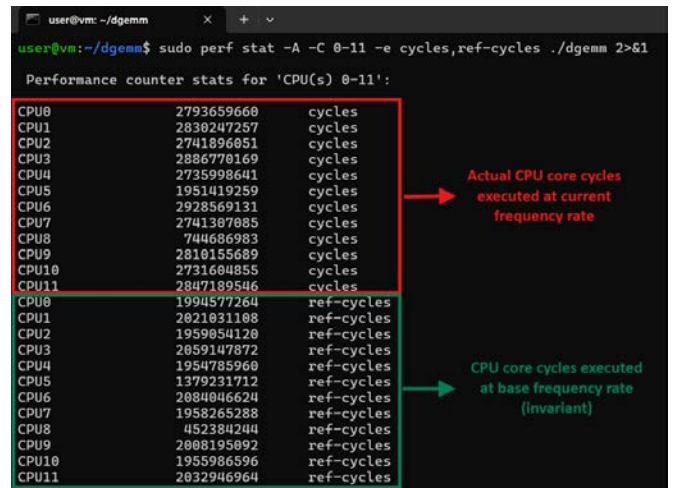 user@vm: ~/dgemm × + ⌄
user@vm:~/dgemm$ sudo perf stat -A -C 0-11 -e cycles,ref-cycles ./dgemm 2>&1
Performance counter stats for 'CPU(s) 0-11':
CPU0 2793659660 cycles
CPU1 2830247257 cycles
CPU2 2741896051 cycles
CPU3 2886770169 cycles
CPU4 2735998641 cycles
CPU5 1951419259 cycles
CPU6 2928569131 cycles
CPU7 2741307085 cycles
CPU8 744686983 cycles
CPU9 2810155689 cycles
CPU10 2731604855 cycles
CPU11 2847189546 cycles
Actual CPU core cycles
executed at current
frequency rate
CPU0 1994577264 ref-cycles
CPU1 2021031108 ref-cycles
CPU2 1959054120 ref-cycles
CPU3 2059147872 ref-cycles
CPU4 1954785960 ref-cycles
CPU5 1379231712 ref-cycles
CPU6 2084046624 ref-cycles
CPU7 1958265288 ref-cycles
CPU8 452384244 ref-cycles
CPU9 2008195092 ref-cycles
CPU10 1955986596 ref-cycles
CPU11 2032946964 ref-cycles
CPU core cycles executed
at base frequency rate
(invariant)